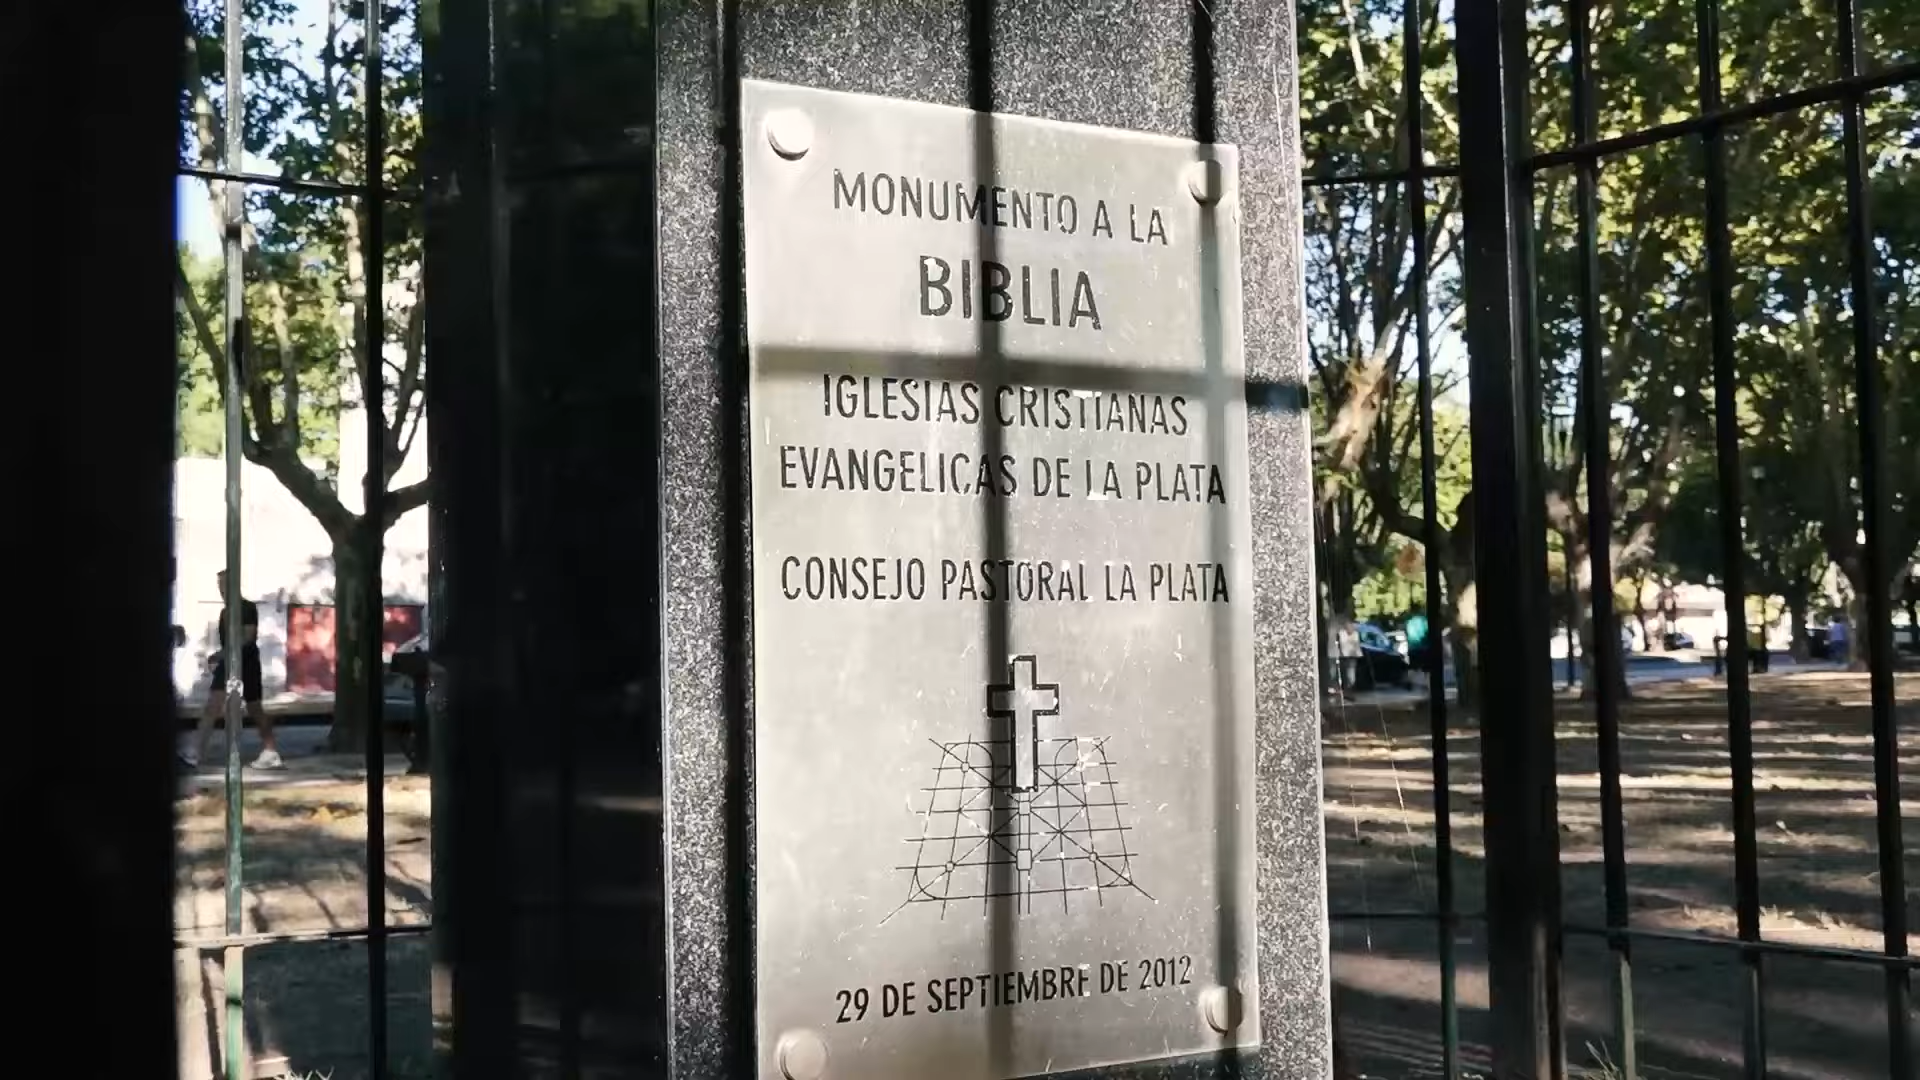 MONUMENTO A LA
BIBLIA
IGLESIAS CRISTIANAS
EVANGELICAS DE LA PLATA
CONSEJO PASTORAL LA PLATA
29 DE SEPTIEMBRE DE 2012